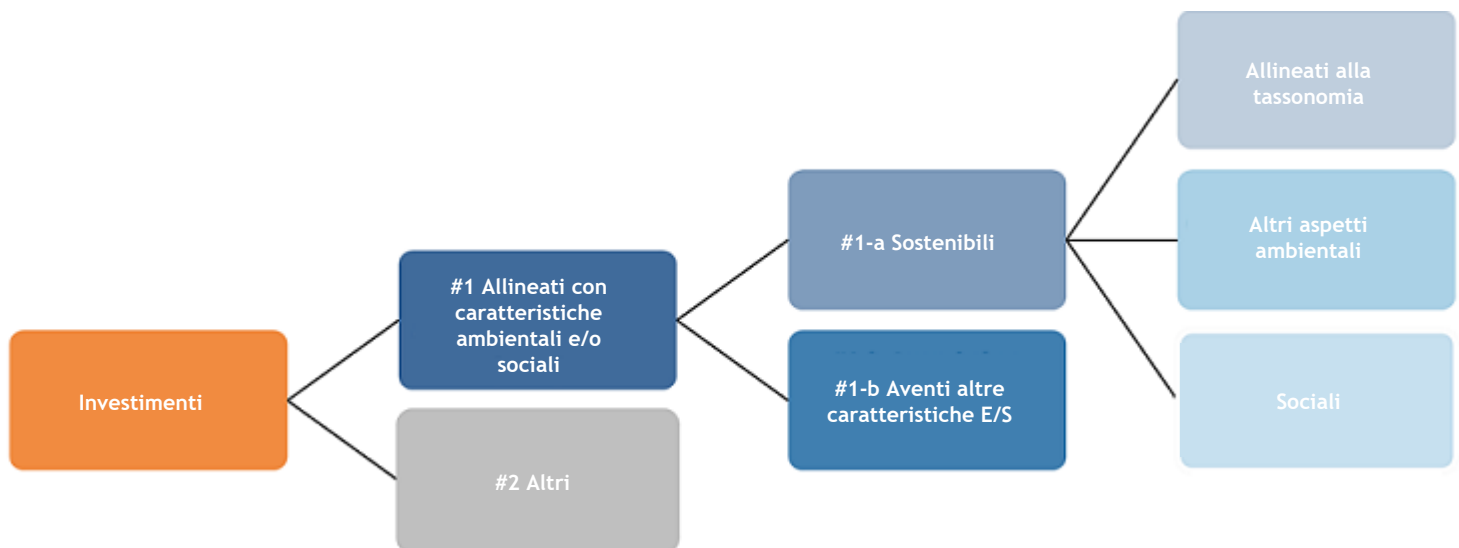 Investimenti
#1 Allineati con
caratteristiche
ambientali e/o
sociali
#2 Altri
#1-a Sostenibili
#1-b Aventi altre
caratteristiche E/S
Allineati alla
tassonomia
Altri aspetti
ambientali
Sociali